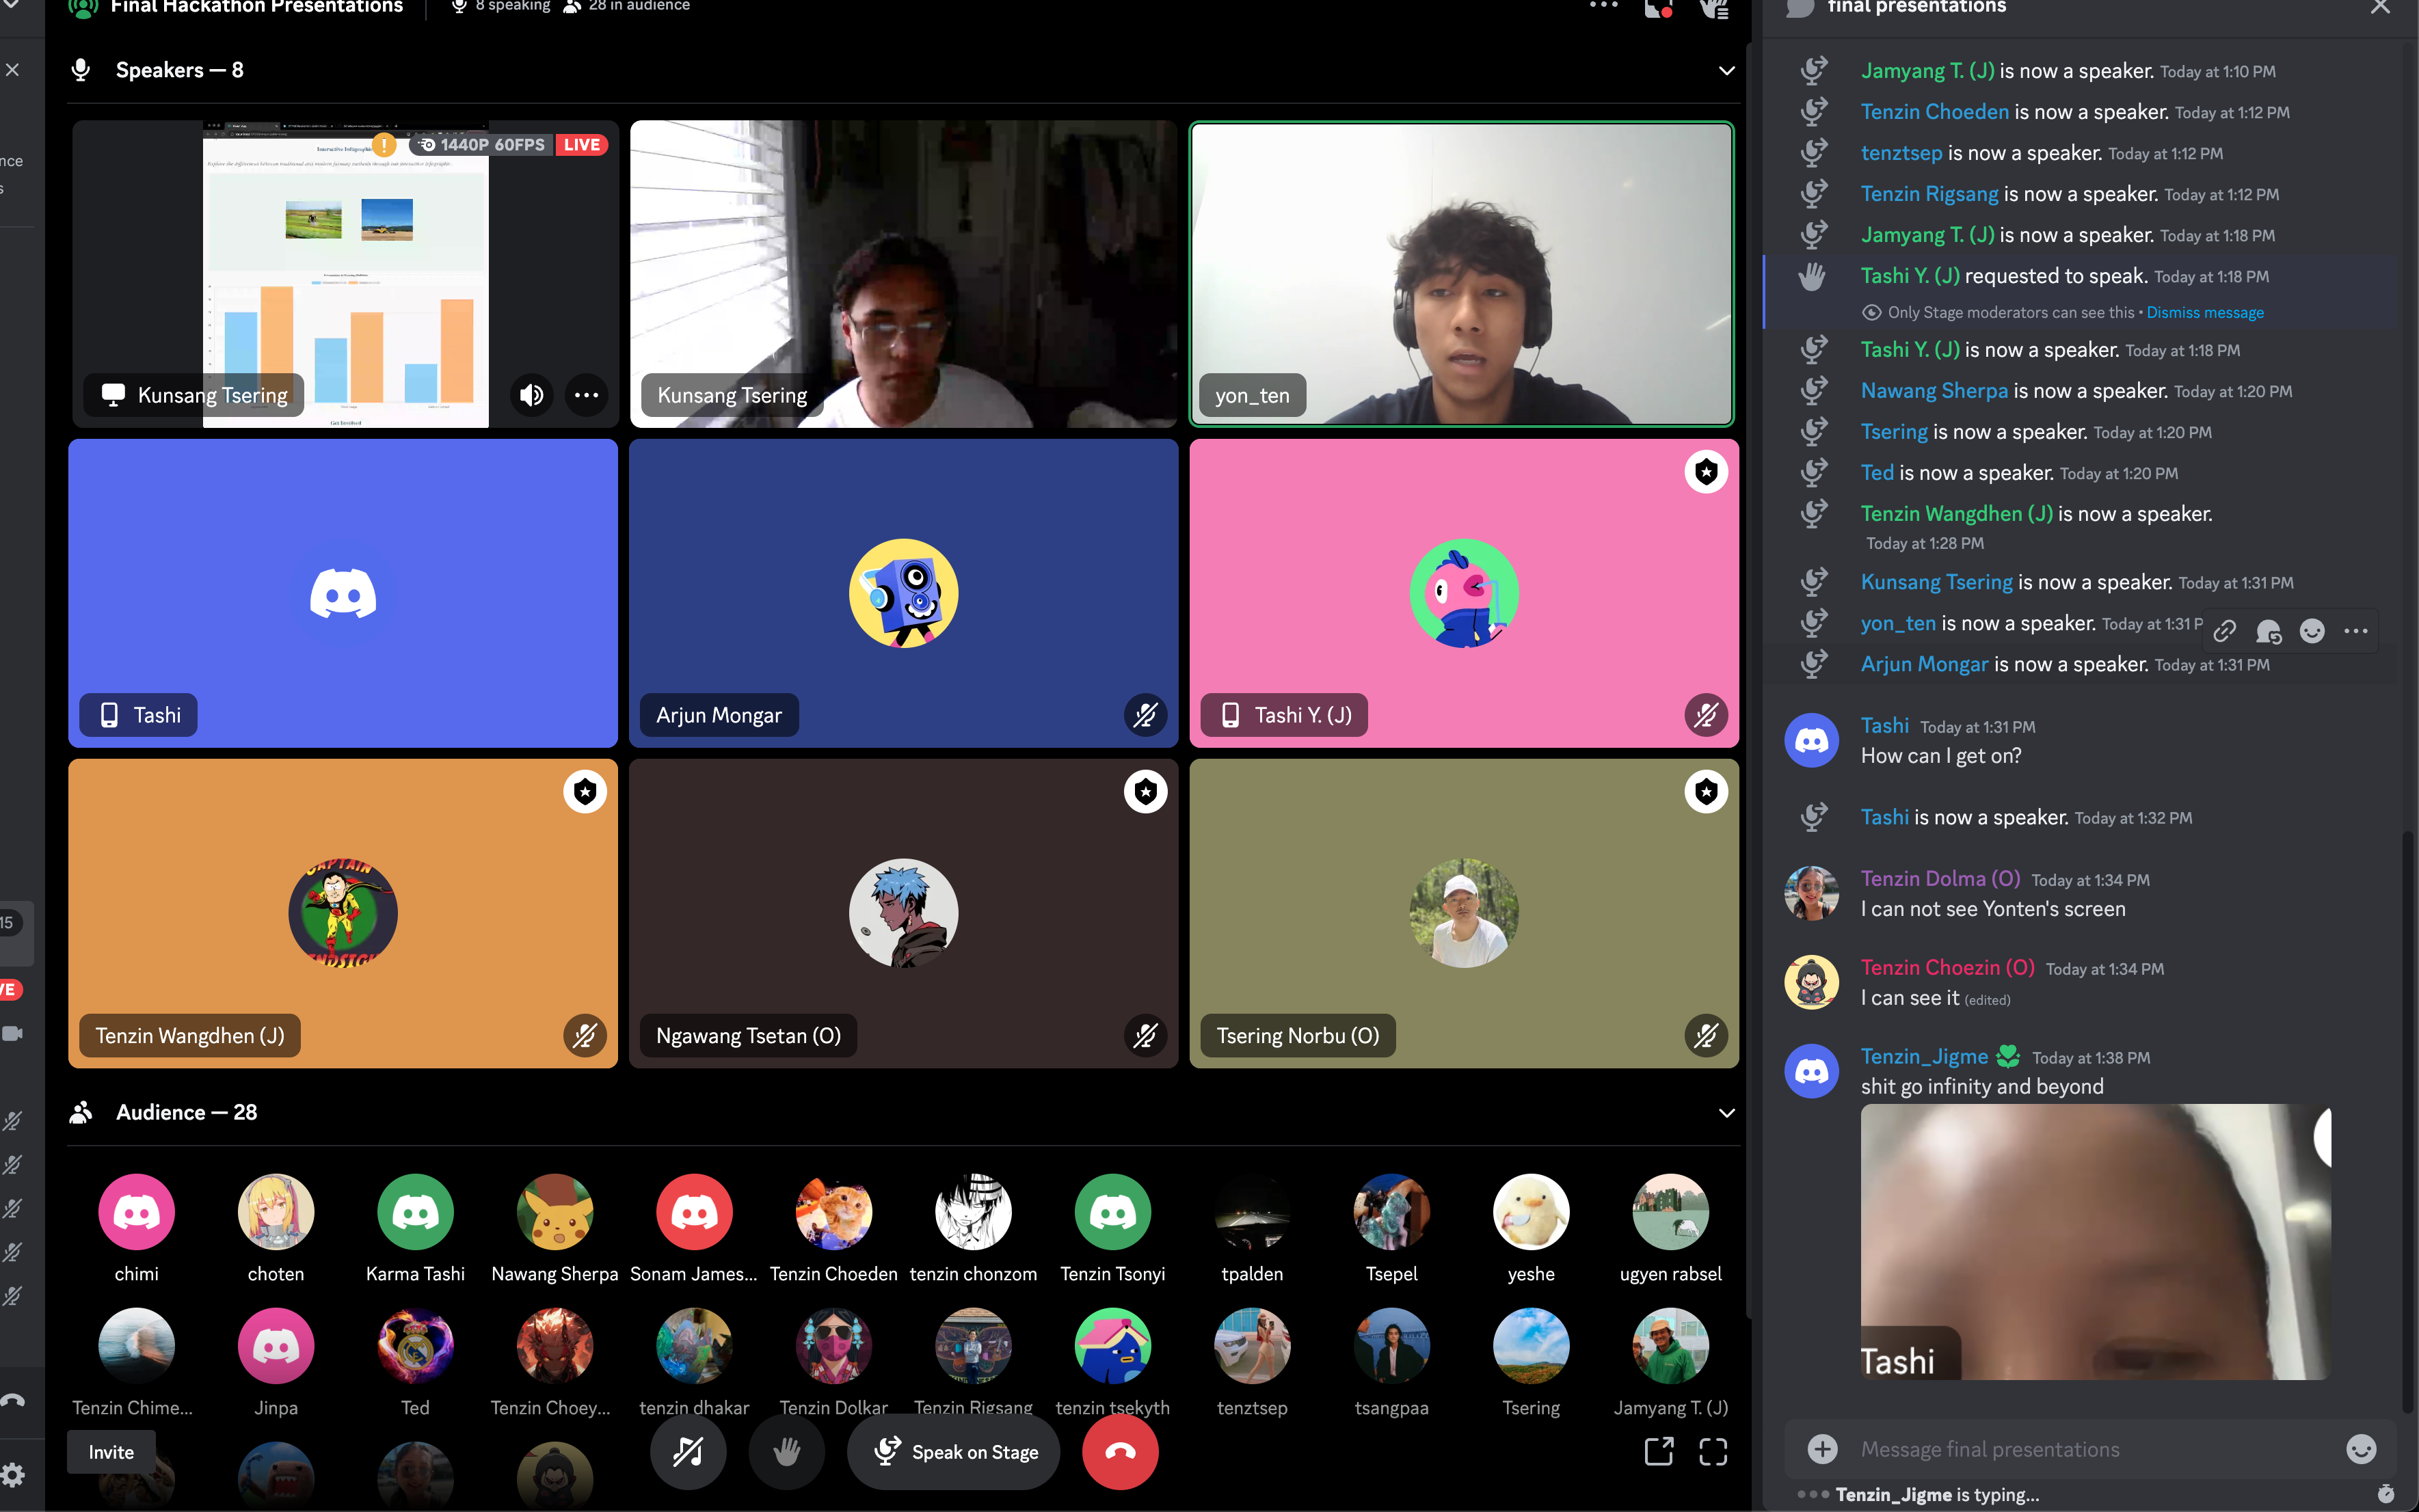 Final Hackathon Presentations
8 speaking
28 in audience
Speakers — 8
Interactive Infographic
1440P 60FPS
LIVE
Kunsang Tsering
Kunsang Tsering
yon_ten
Tashi
Arjun Mongar
Tashi Y. (J)
CAPTAIN
Tenzin Wangdhen (J)
Ngawang Tsetan (O)
Tsering Norbu (O)
Audience — 28
chimi
choten
Karma Tashi
Nawang Sherpa
Sonam James...
Tenzin Choeden
tenzin chonzom
Tenzin Tsonyi
tpalden
Tsepel
yeshe
ugyen rabsel
Tenzin Chime...
Jinpa
Ted
Tenzin Choey...
tenzin dhakar
Tenzin Dolkar
Tenzin Rigsang
tenzin tsekyth
tenztsep
tsangpaa
Tsering
Jamyang T. (J)
Invite
Speak on Stage
nce
s
15
VE
final presentations
Jamyang T. (J) is now a speaker. Today at 1:10 PM
Tenzin Choeden is now a speaker. Today at 1:12 PM
tenztsep is now a speaker. Today at 1:12 PM
Tenzin Rigsang is now a speaker. Today at 1:12 PM
Jamyang T. (J) is now a speaker. Today at 1:18 PM
Tashi Y. (J) requested to speak. Today at 1:18 PM
Only Stage moderators can see this • Dismiss message
Tashi Y. (J) is now a speaker. Today at 1:18 PM
Nawang Sherpa is now a speaker. Today at 1:20 PM
Tsering is now a speaker. Today at 1:20 PM
Ted is now a speaker. Today at 1:20 PM
Tenzin Wangdhen (J) is now a speaker.
Today at 1:28 PM
Kunsang Tsering is now a speaker. Today at 1:31 PM
yon_ten is now a speaker. Today at 1:31 P
Arjun Mongar is now a speaker. Today at 1:31 PM
Tashi Today at 1:31 PM
How can I get on?
Tashi is now a speaker. Today at 1:32 PM
Tenzin Dolma (O) Today at 1:34 PM
I can not see Yonten's screen
Tenzin Choezin (O) Today at 1:34 PM
I can see it (edited)
Tenzin_Jigme Today at 1:38 PM
shit go infinity and beyond
Tashi
Message final presentations
Tenzin_Jigme is typing...